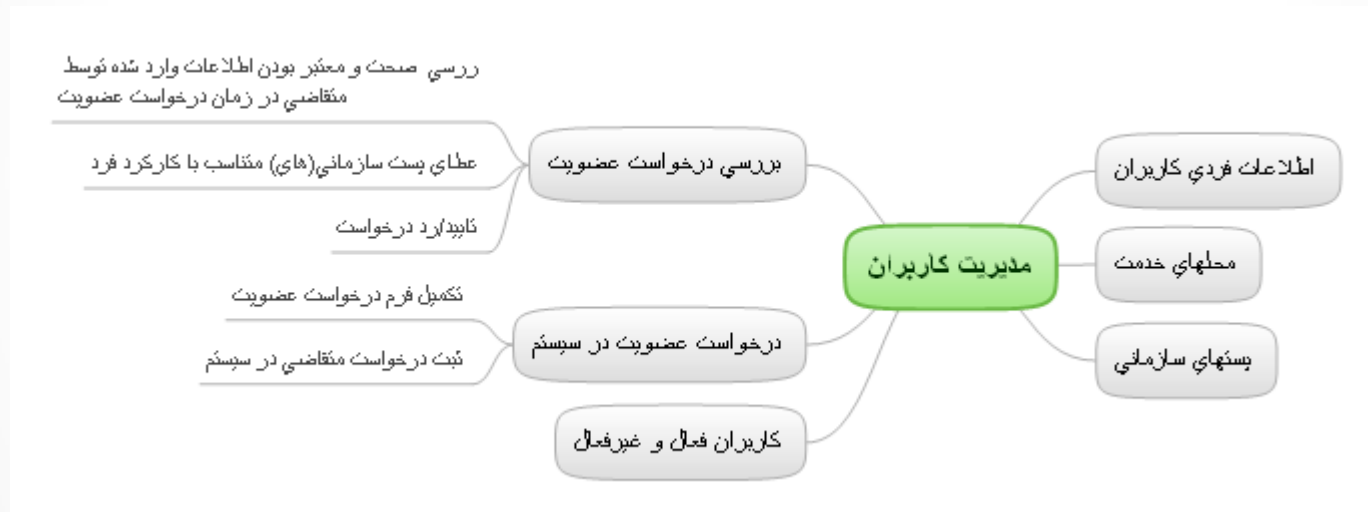 مديريت کاربران
اطلاعات فردي کاربران
محلهاي خدمت
پستهاي سازماني
بررسي درخواست عضويت
ررسي صحت و معتبر بودن اطلاعات وارد شده توسط
متقاضي در زمان درخواست عضويت
عطاي پست سازماني(هاي) متناسب با کارکرد فرد
تاييد/رد درخواست
درخواست عضويت در سيستم
تکميل فرم درخواست عضويت
ثبت درخواست متقاضي در سيستم
کاربران فعال و غيرفعال